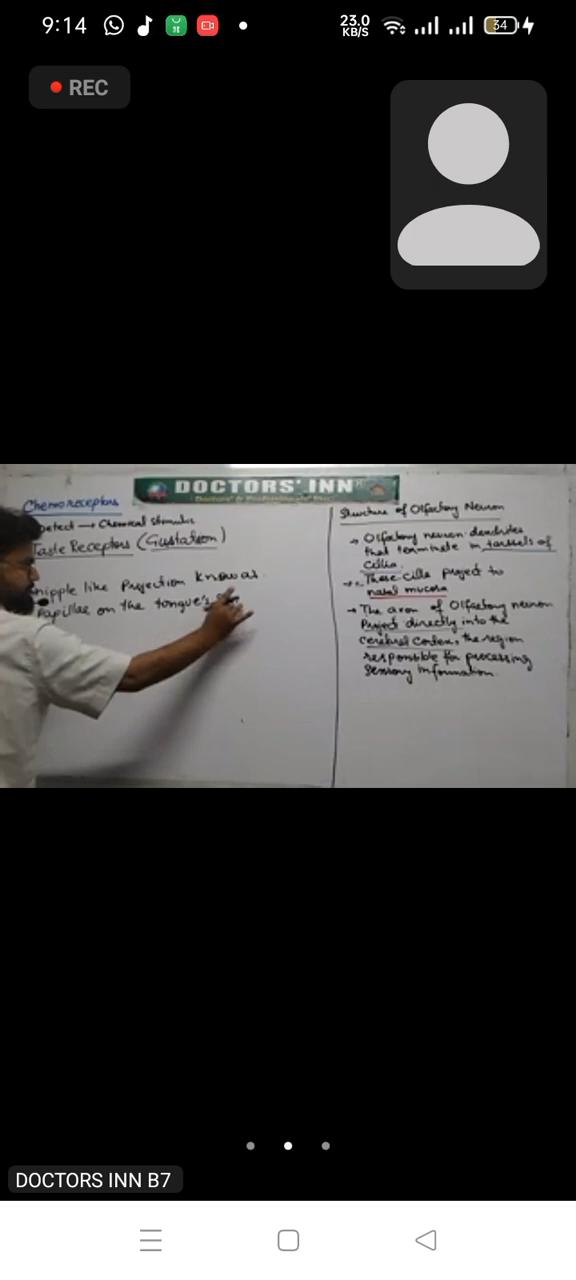 9:14
23.0
KB/S
34
REC
DOCTORS' INN
Chemoreceptors
Detect → Chemical stimulus
Taste Receptors (Gustation)
nipple like Projection Known as
Papillae on the tongue's
Structure of Olfactory Neuron
→ Olfactory neuron dendrites
that terminate in tassels of
cillia.
→ These cilia project to
nasal mucosa
→ The axon of Olfactory neuron
Project directly into the
cerebral cortex, the region
responsible for processing
Sensory information.
DOCTORS INN B7